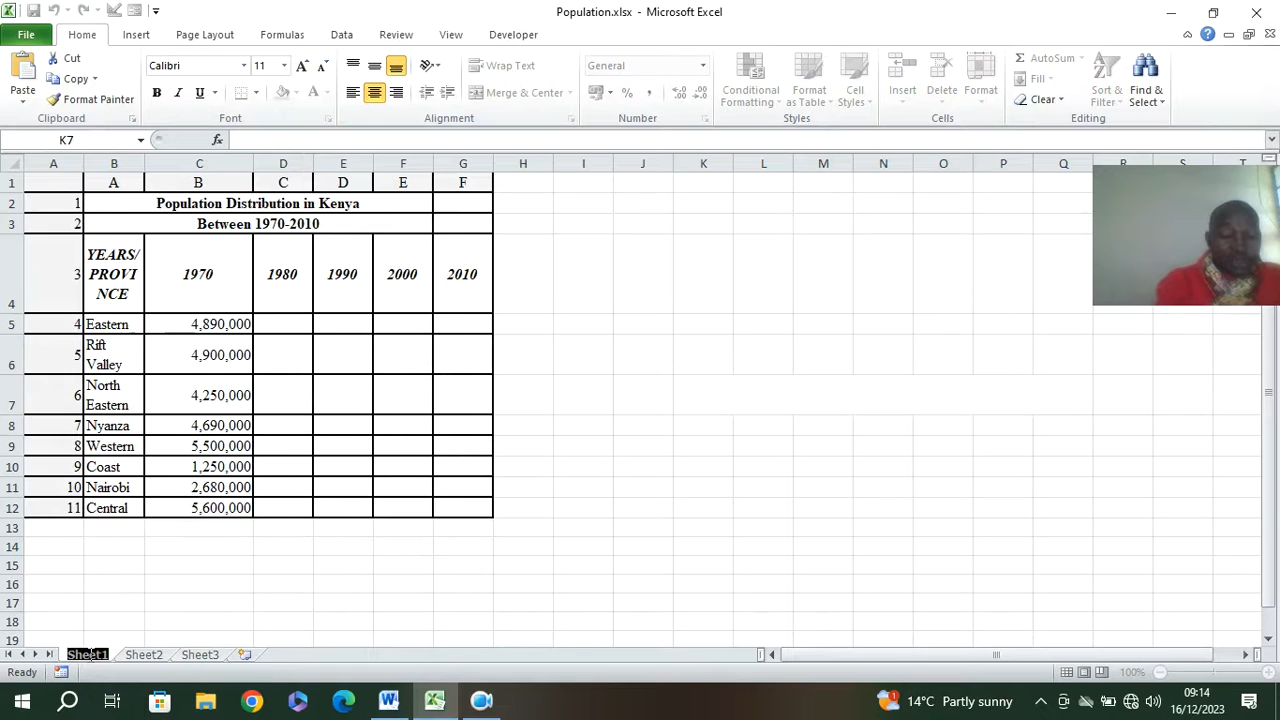 Population.xlsx - Microsoft Excel
File Home Insert Page Layout Formulas Data Review View Developer
Paste
Cut
Copy
Format Painter
Clipboard
Calibri 11
B I U
Font
Wrap Text
Merge & Center
Alignment
General
%
Number
Conditional Formatting
Format as Table
Cell Styles
Styles
Insert Delete Format
Cells
AutoSum
Fill
Clear
Sort & Filter
Find & Select
Editing
K7 fx
A B C D E F G H I J K L M N O P Q R S T
1 A B C D E F
2 1 Population Distribution in Kenya
3 2 Between 1970-2010
4 3 YEARS/PROVINCE 1970 1980 1990 2000 2010
5 4 Eastern 4,890,000
6 5 Rift Valley 4,900,000
7 6 North Eastern 4,250,000
8 7 Nyanza 4,690,000
9 8 Western 5,500,000
10 9 Coast 1,250,000
11 10 Nairobi 2,680,000
12 11 Central 5,600,000
13
14
15
16
17
18
19
Sheet1 Sheet2 Sheet3
Ready 100%
1 14°C Partly sunny 09:14
16/12/2023